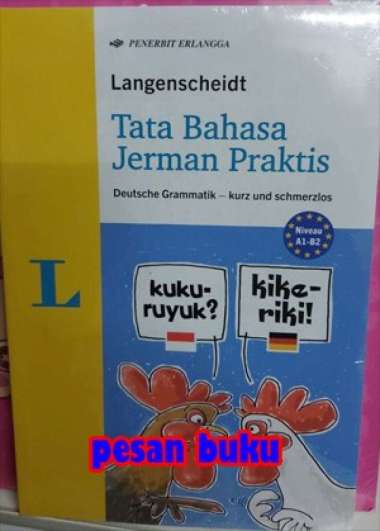 PENERBIT ERLANGGA
Langenscheidt
Tata Bahasa
Jerman Praktis
Deutsche Grammatik – kurz und schmerzlos
Niveau
A1-B2
L
kuku-
ruyuk?
kike-
riki!
pesan buku